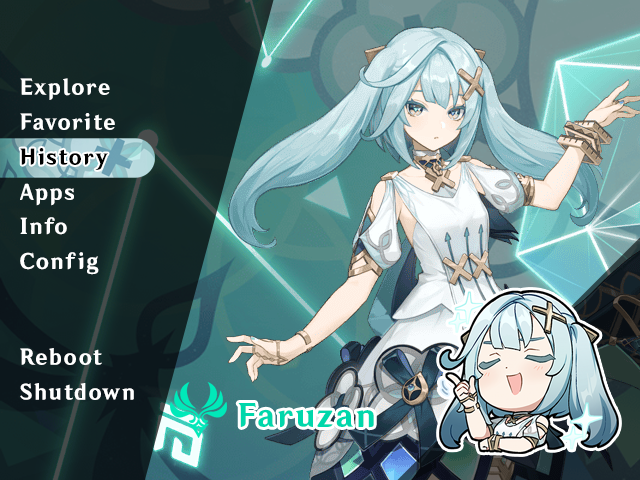 Explore
Favorite
History
Apps
Info
Config
Reboot
Shutdown
Faruzan